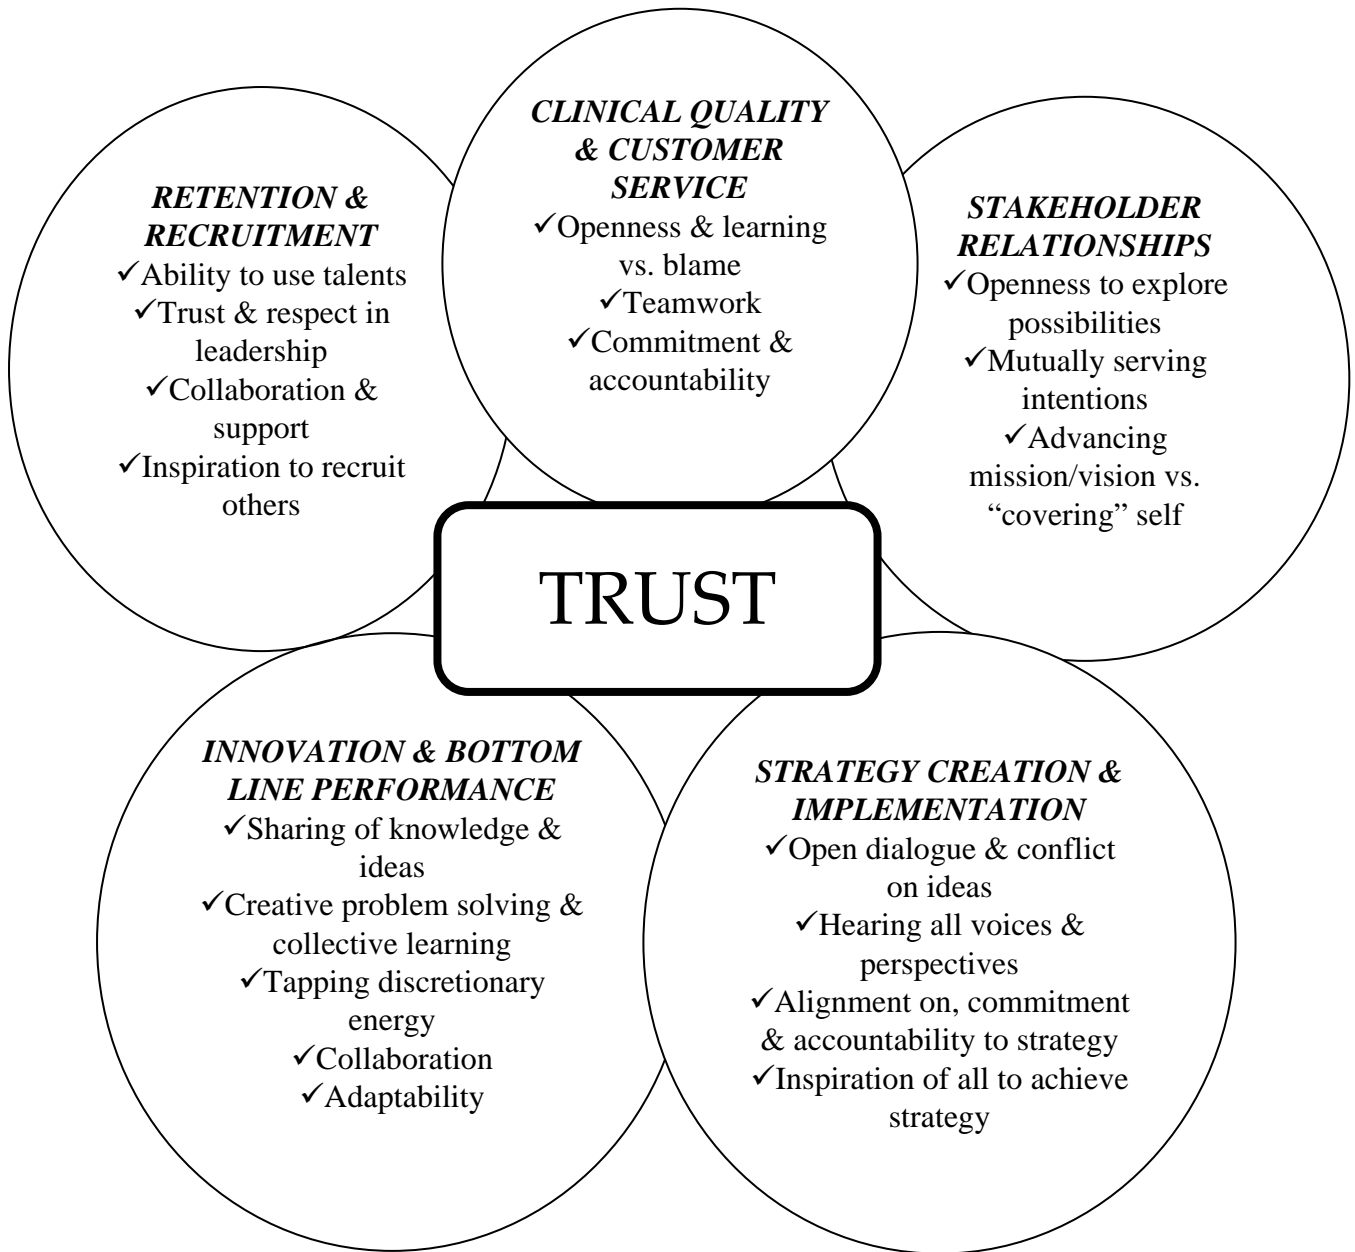 CLINICAL QUALITY
& CUSTOMER
SERVICE
✓Openness & learning
vs. blame
✓Teamwork
✓Commitment &
accountability
RETENTION &
RECRUITMENT
✓Ability to use talents
✓Trust & respect in
leadership
✓Collaboration &
support
✓Inspiration to recruit
others
STAKEHOLDER
RELATIONSHIPS
✓Openness to explore
possibilities
✓Mutually serving
intentions
✓Advancing
mission/vision vs.
“covering” self
TRUST
INNOVATION & BOTTOM
LINE PERFORMANCE
✓Sharing of knowledge &
ideas
✓Creative problem solving &
collective learning
✓Tapping discretionary
energy
✓Collaboration
✓Adaptability
STRATEGY CREATION &
IMPLEMENTATION
✓Open dialogue & conflict
on ideas
✓Hearing all voices &
perspectives
✓Alignment on, commitment
& accountability to strategy
✓Inspiration of all to achieve
strategy